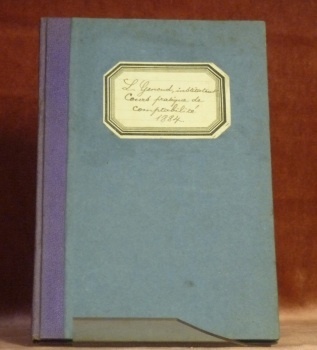 L. Genoud, instituteur
Cours pratique de
comptabilité
1884